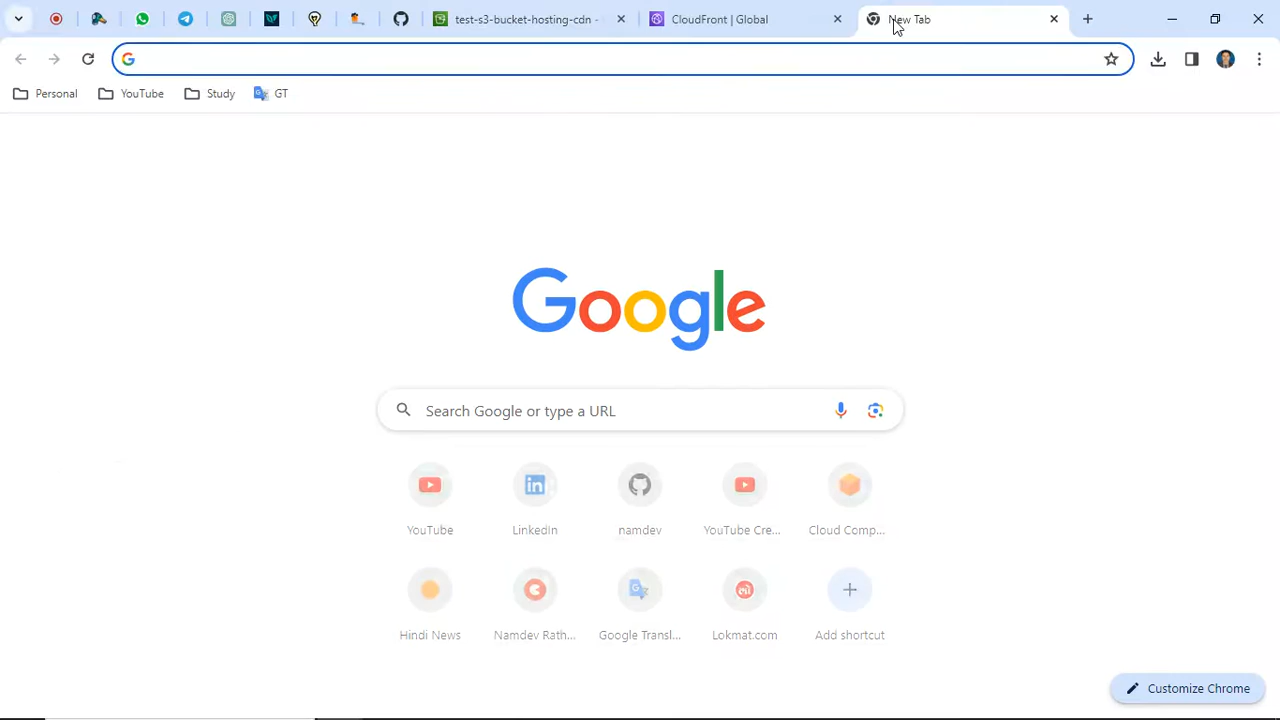 test-s3-bucket-hosting-cdn -
CloudFront | Global
New Tab
Personal
YouTube
Study
GT
Google
Search Google or type a URL
YouTube
LinkedIn
namdev
YouTube Cre...
Cloud Comp...
Hindi News
Namdev Rath...
Google Transl...
Lokmat.com
Add shortcut
Customize Chrome